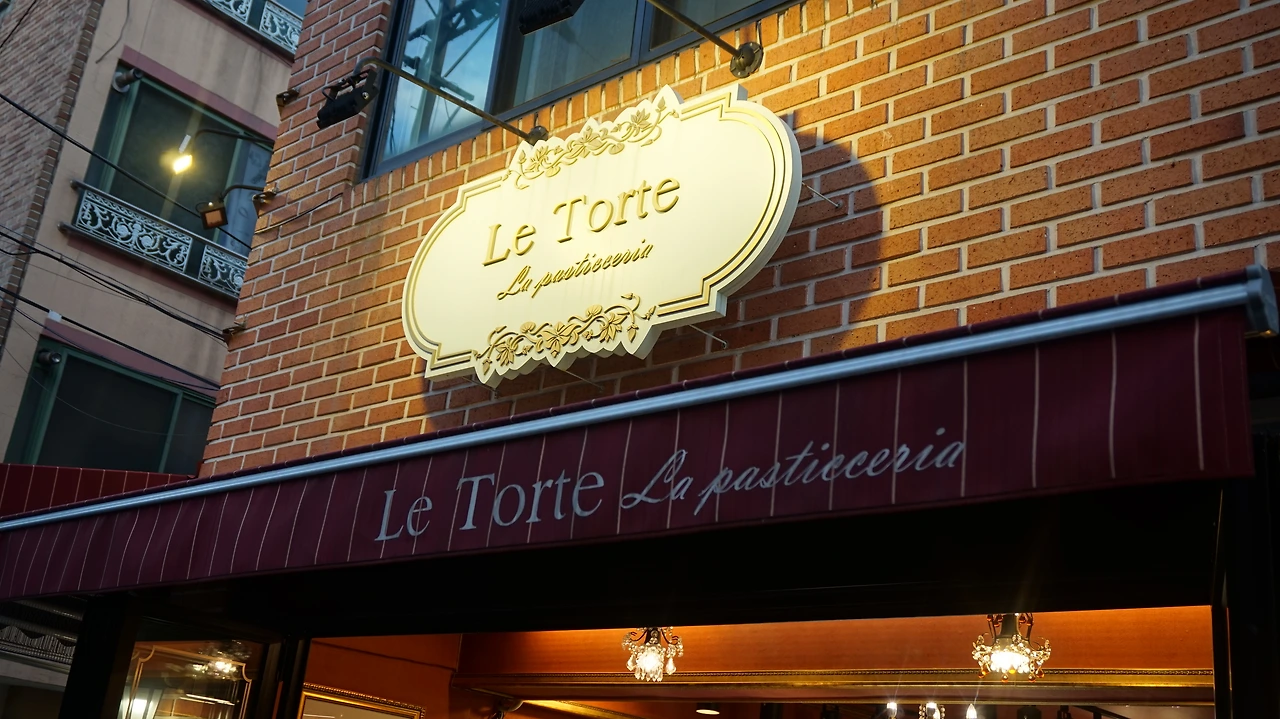 Le Torte
La pasticceria
Le Torte La pasticceria